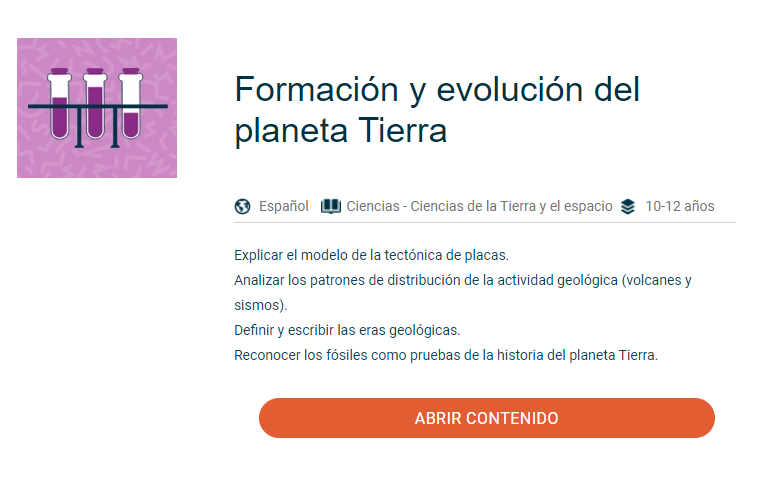 Formación y evolución del
planeta Tierra
Español Ciencias - Ciencias de la Tierra y el espacio 10-12 años
Explicar el modelo de la tectónica de placas.
Analizar los patrones de distribución de la actividad geológica (volcanes y
sismos).
Definir y escribir las eras geológicas.
Reconocer los fósiles como pruebas de la historia del planeta Tierra.
ABRIR CONTENIDO